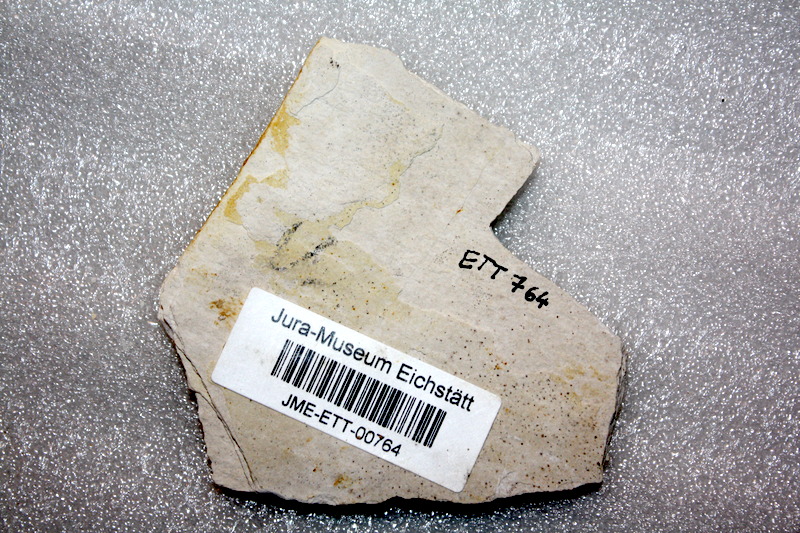 ETT 764
Jura-Museum Eichstätt
JME-ETT-00764